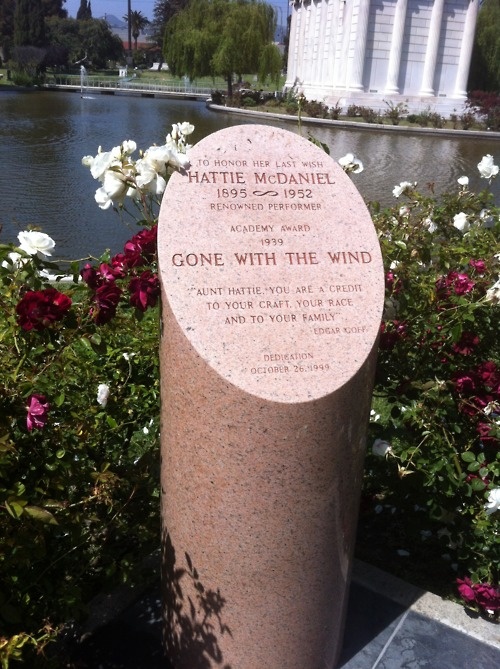 TO HONOR HER LAST WISH
HATTIE McDANIEL
1895 ~ 1952
RENOWNED PERFORMER
ACADEMY AWARD
1939
GONE WITH THE WIND
"AUNT HATTIE, YOU ARE A CREDIT
TO YOUR CRAFT, YOUR RACE
AND TO YOUR FAMILY"
-EDGAR GOFF
DEDICATION
OCTOBER 26, 1999